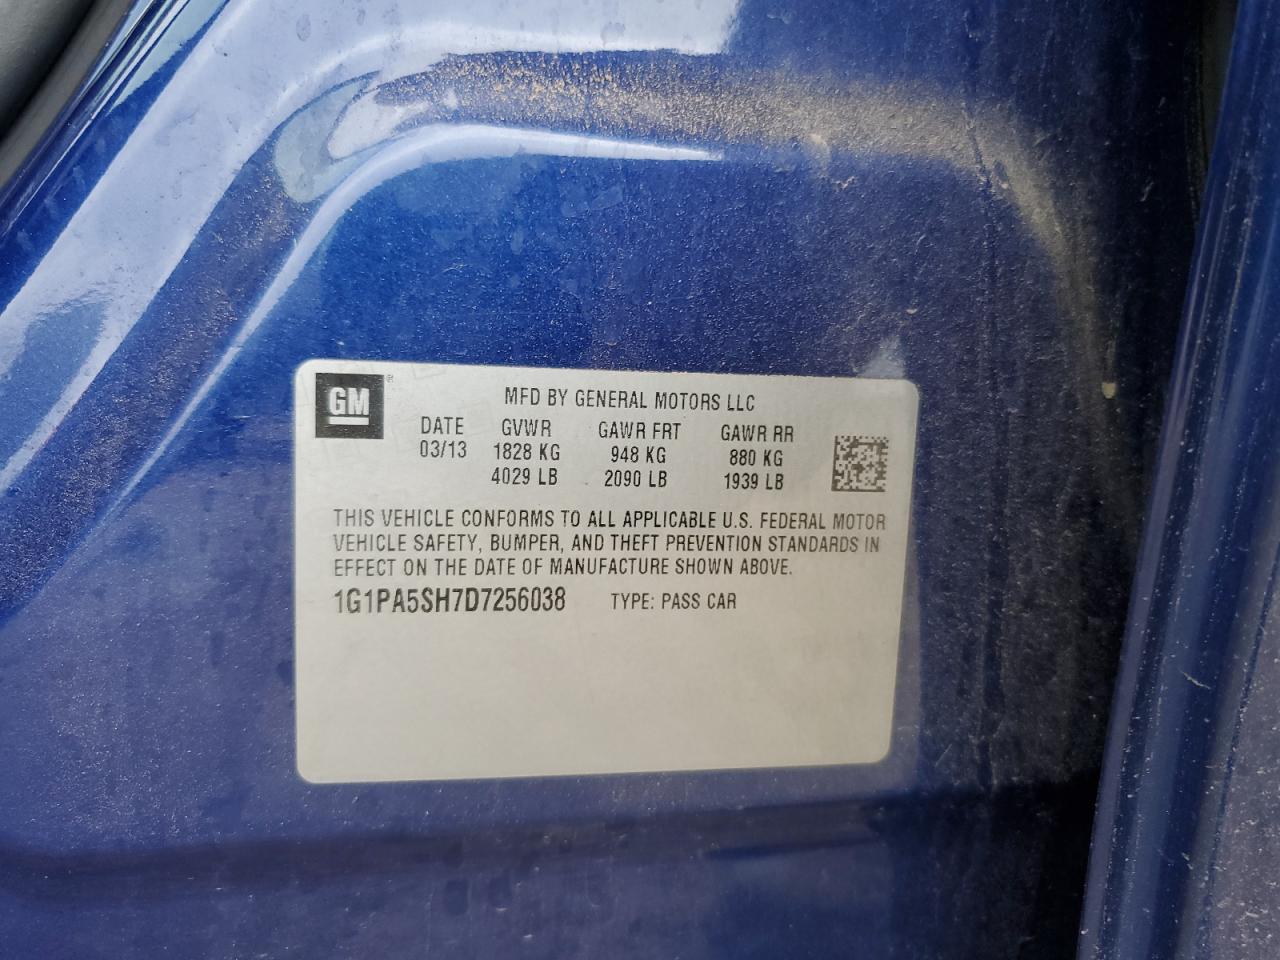 GM ®
MFD BY GENERAL MOTORS LLC
DATE GVWR GAWR FRT GAWR RR
03/13 1828 KG 948 KG 880 KG
4029 LB 2090 LB 1939 LB
THIS VEHICLE CONFORMS TO ALL APPLICABLE U.S. FEDERAL MOTOR
VEHICLE SAFETY, BUMPER, AND THEFT PREVENTION STANDARDS IN
EFFECT ON THE DATE OF MANUFACTURE SHOWN ABOVE.
1G1PA5SH7D7256038 TYPE: PASS CAR